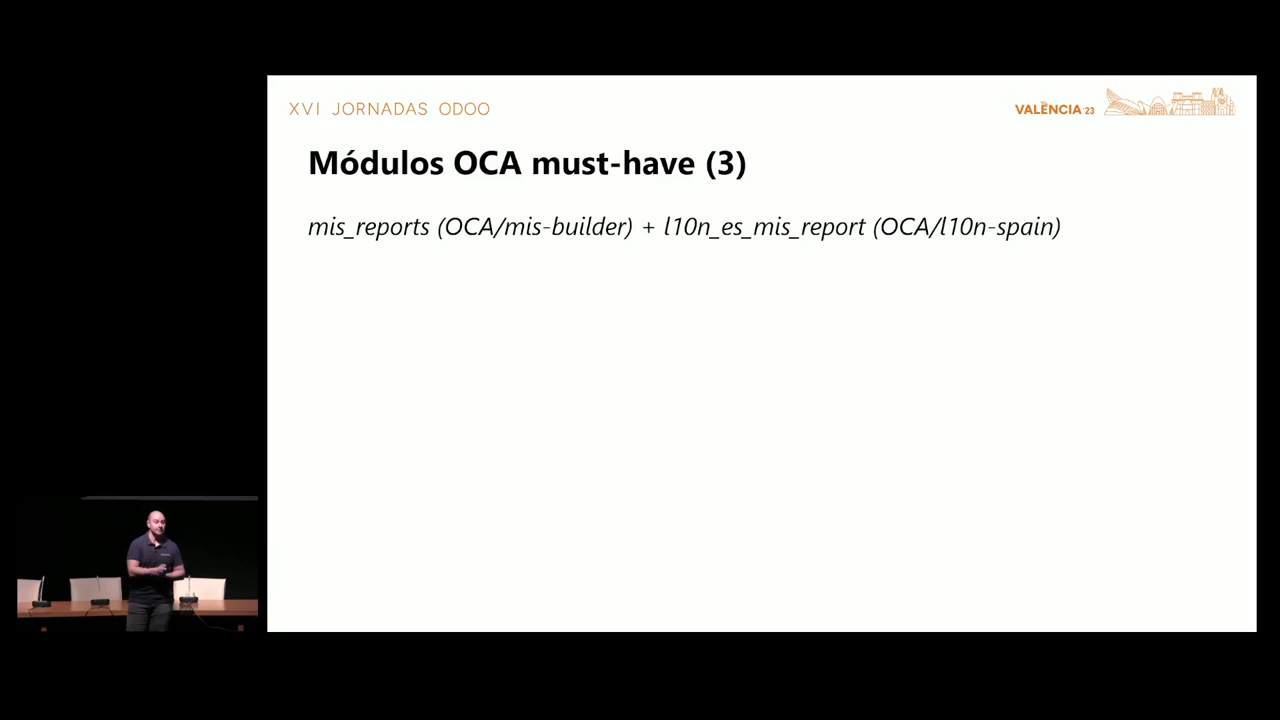 XVI JORNADAS ODOO
VALÈNCIA '23
Módulos OCA must-have (3)
mis_reports (OCA/mis-builder) + l10n_es_mis_report (OCA/l10n-spain)